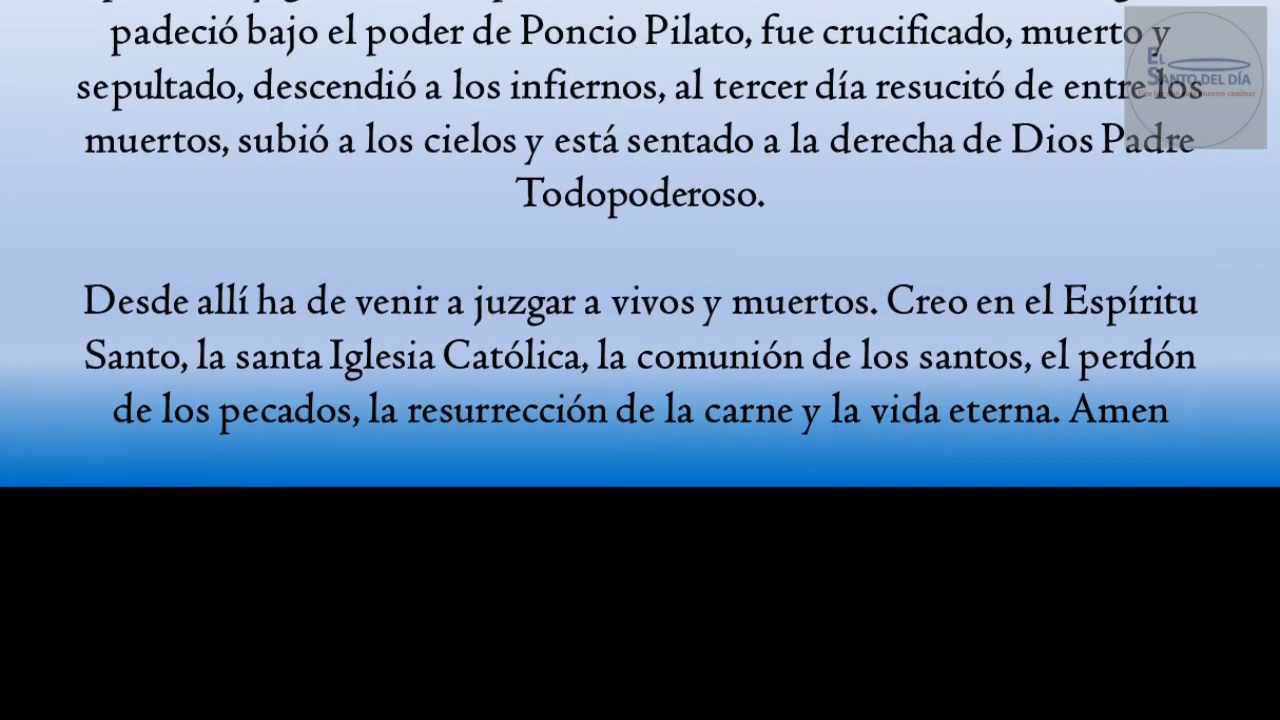 padeció bajo el poder de Poncio Pilato, fue crucificado, muerto y
sepultado, descendió a los infiernos, al tercer día resucitó de entre los
muertos, subió a los cielos y está sentado a la derecha de Dios Padre
Todopoderoso.
Desde allí ha de venir a juzgar a vivos y muertos. Creo en el Espíritu
Santo, la santa Iglesia Católica, la comunión de los santos, el perdón
de los pecados, la resurrección de la carne y la vida eterna. Amen
EL
SANTO DEL DÍA